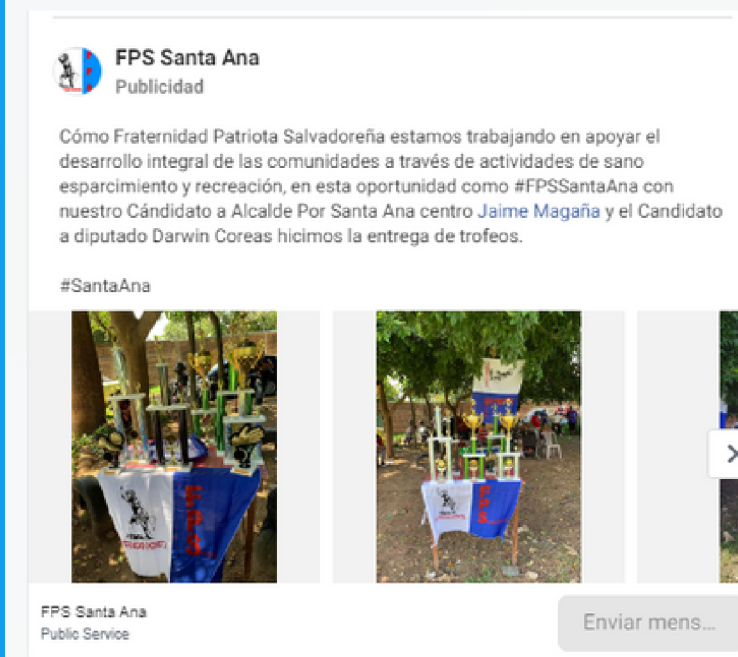 FPS Santa Ana
Publicidad
Cómo Fraternidad Patriota Salvadoreña estamos trabajando en apoyar el
desarrollo integral de las comunidades a través de actividades de sano
esparcimiento y recreación, en esta oportunidad como #FPSSantaAna con
nuestro Cándidato a Alcalde Por Santa Ana centro Jaime Magaña y el Candidato
a diputado Darwin Coreas hicimos la entrega de trofeos.
#SantaAna
FPS
FPS
FPS Santa Ana
Public Service
Enviar mens...